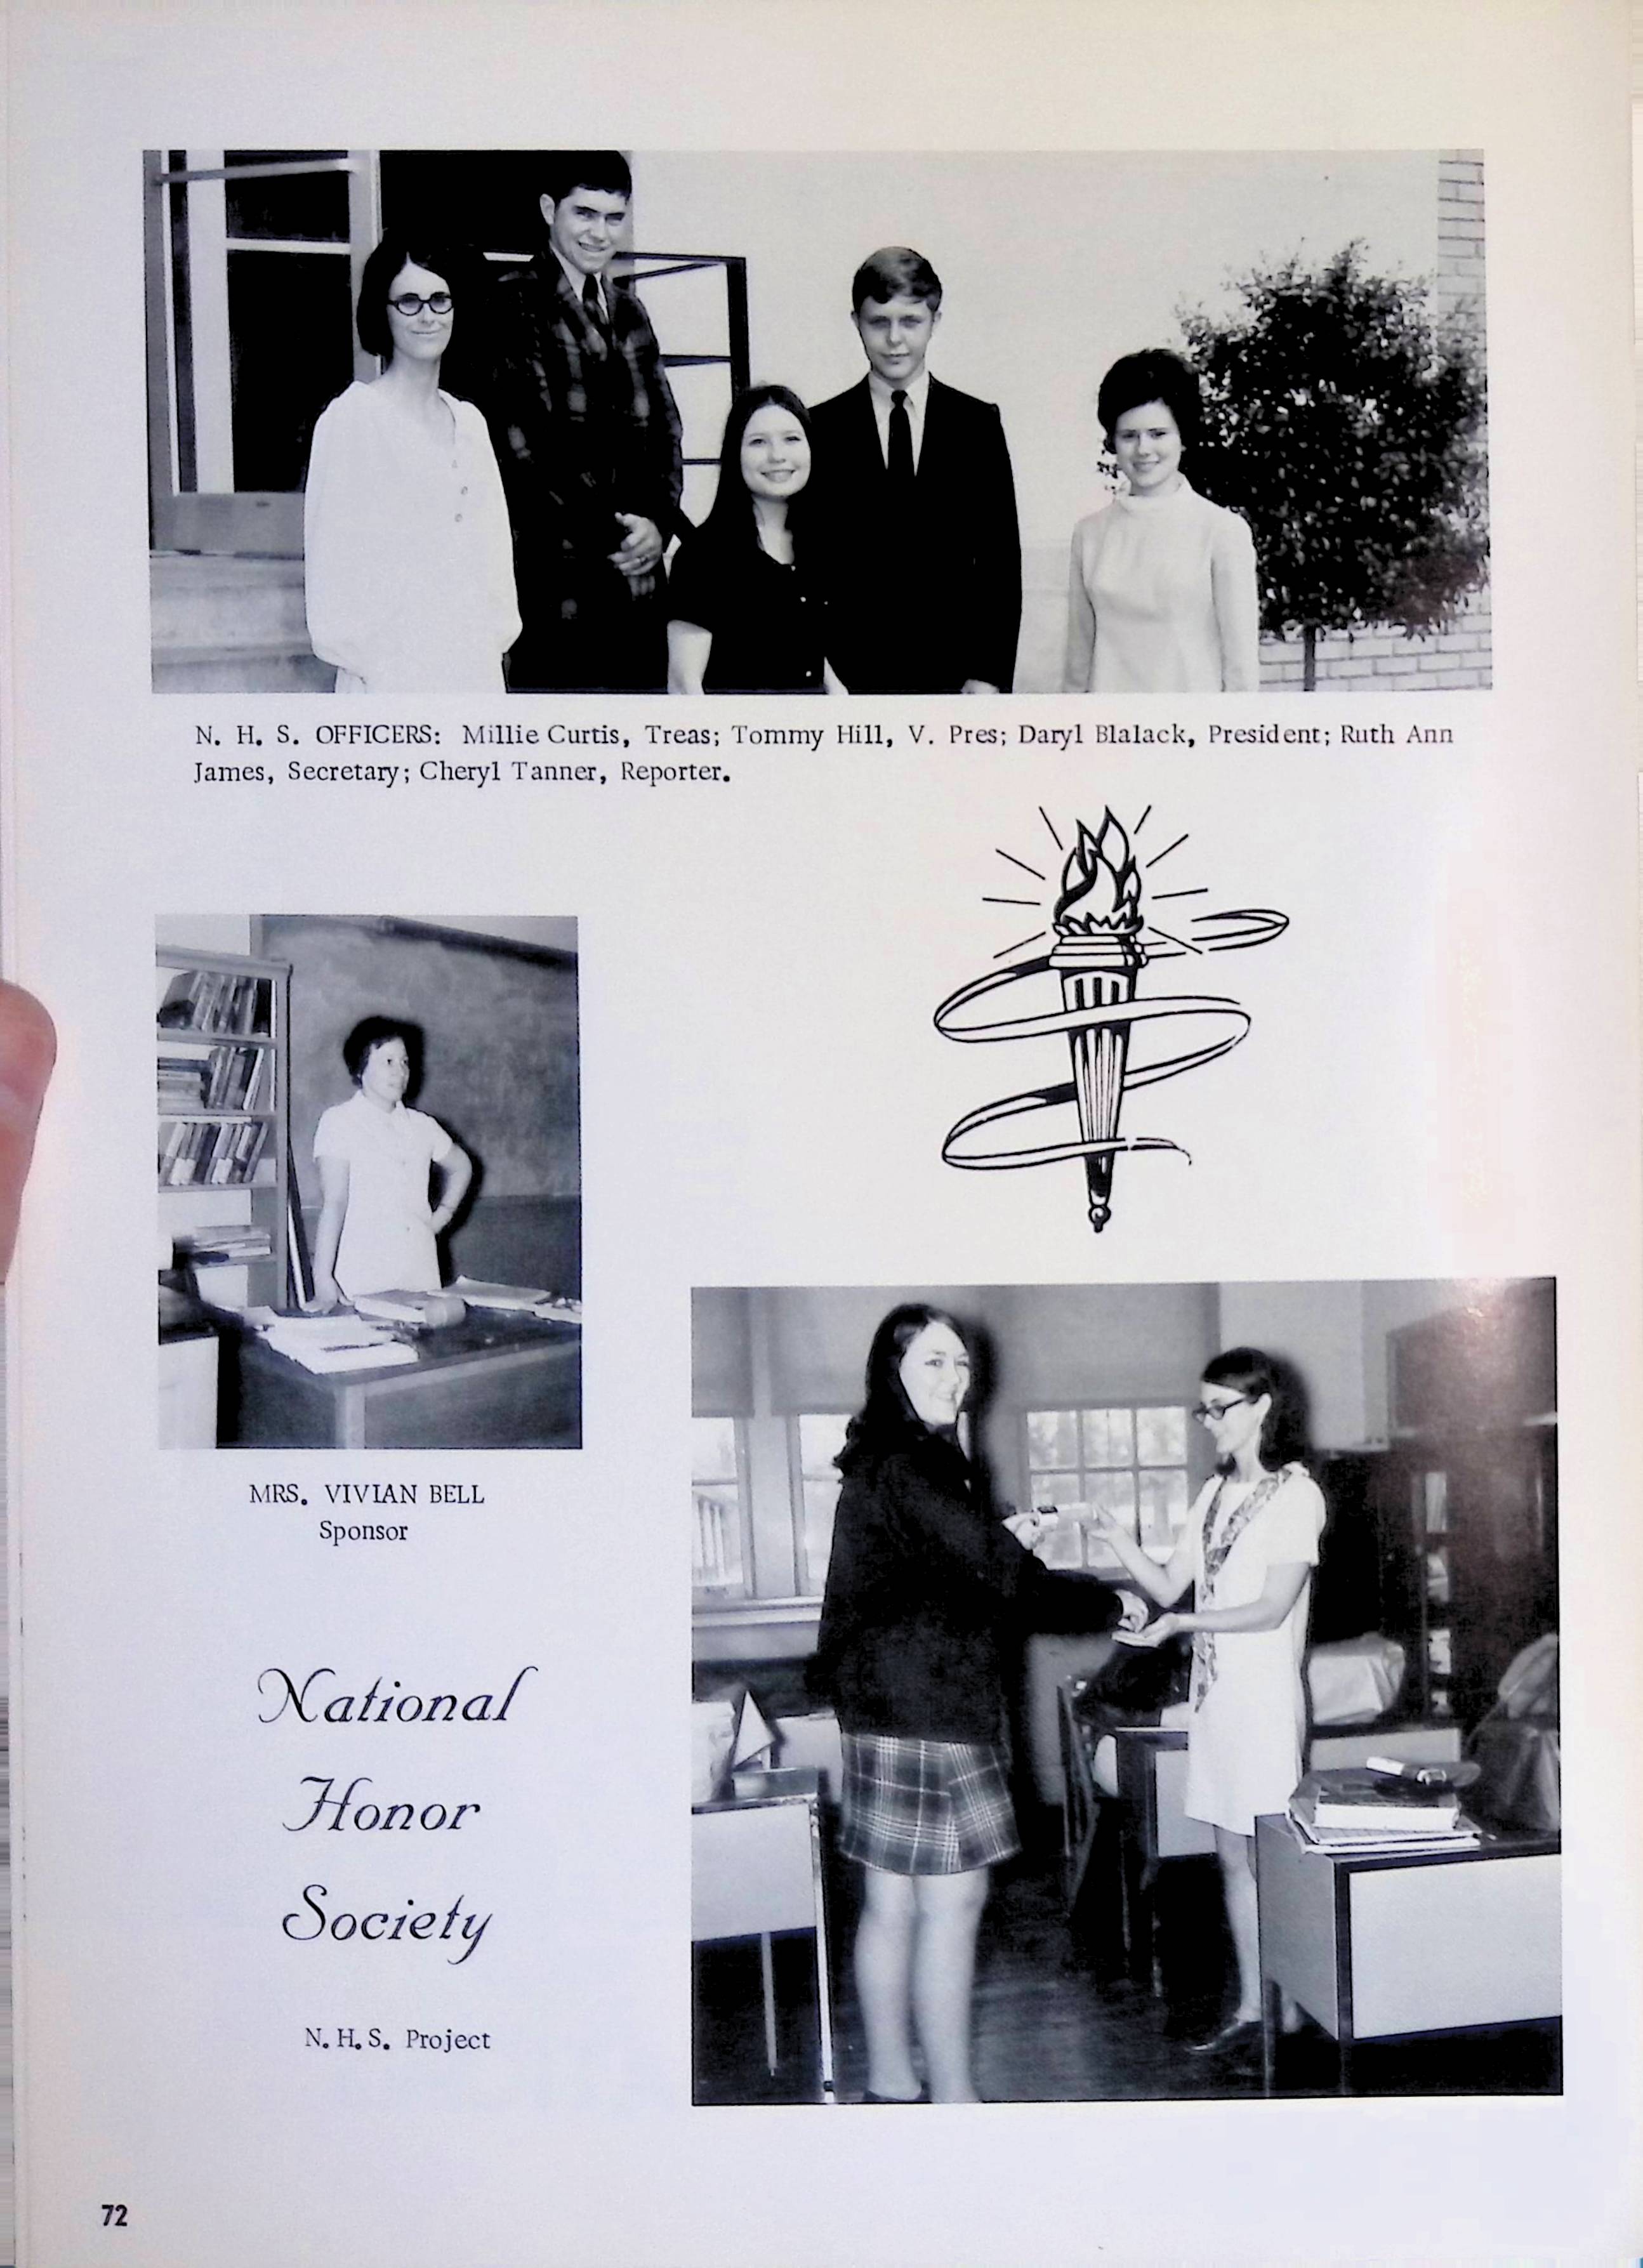 N. H. S. OFFICERS: Millie Curtis, Treas; Tommy Hill, V. Pres; Daryl Blalack, President; Ruth Ann
James, Secretary; Cheryl Tanner, Reporter.
MRS. VIVIAN BELL
Sponsor
National
Honor
Society
N.H.S. Project
72